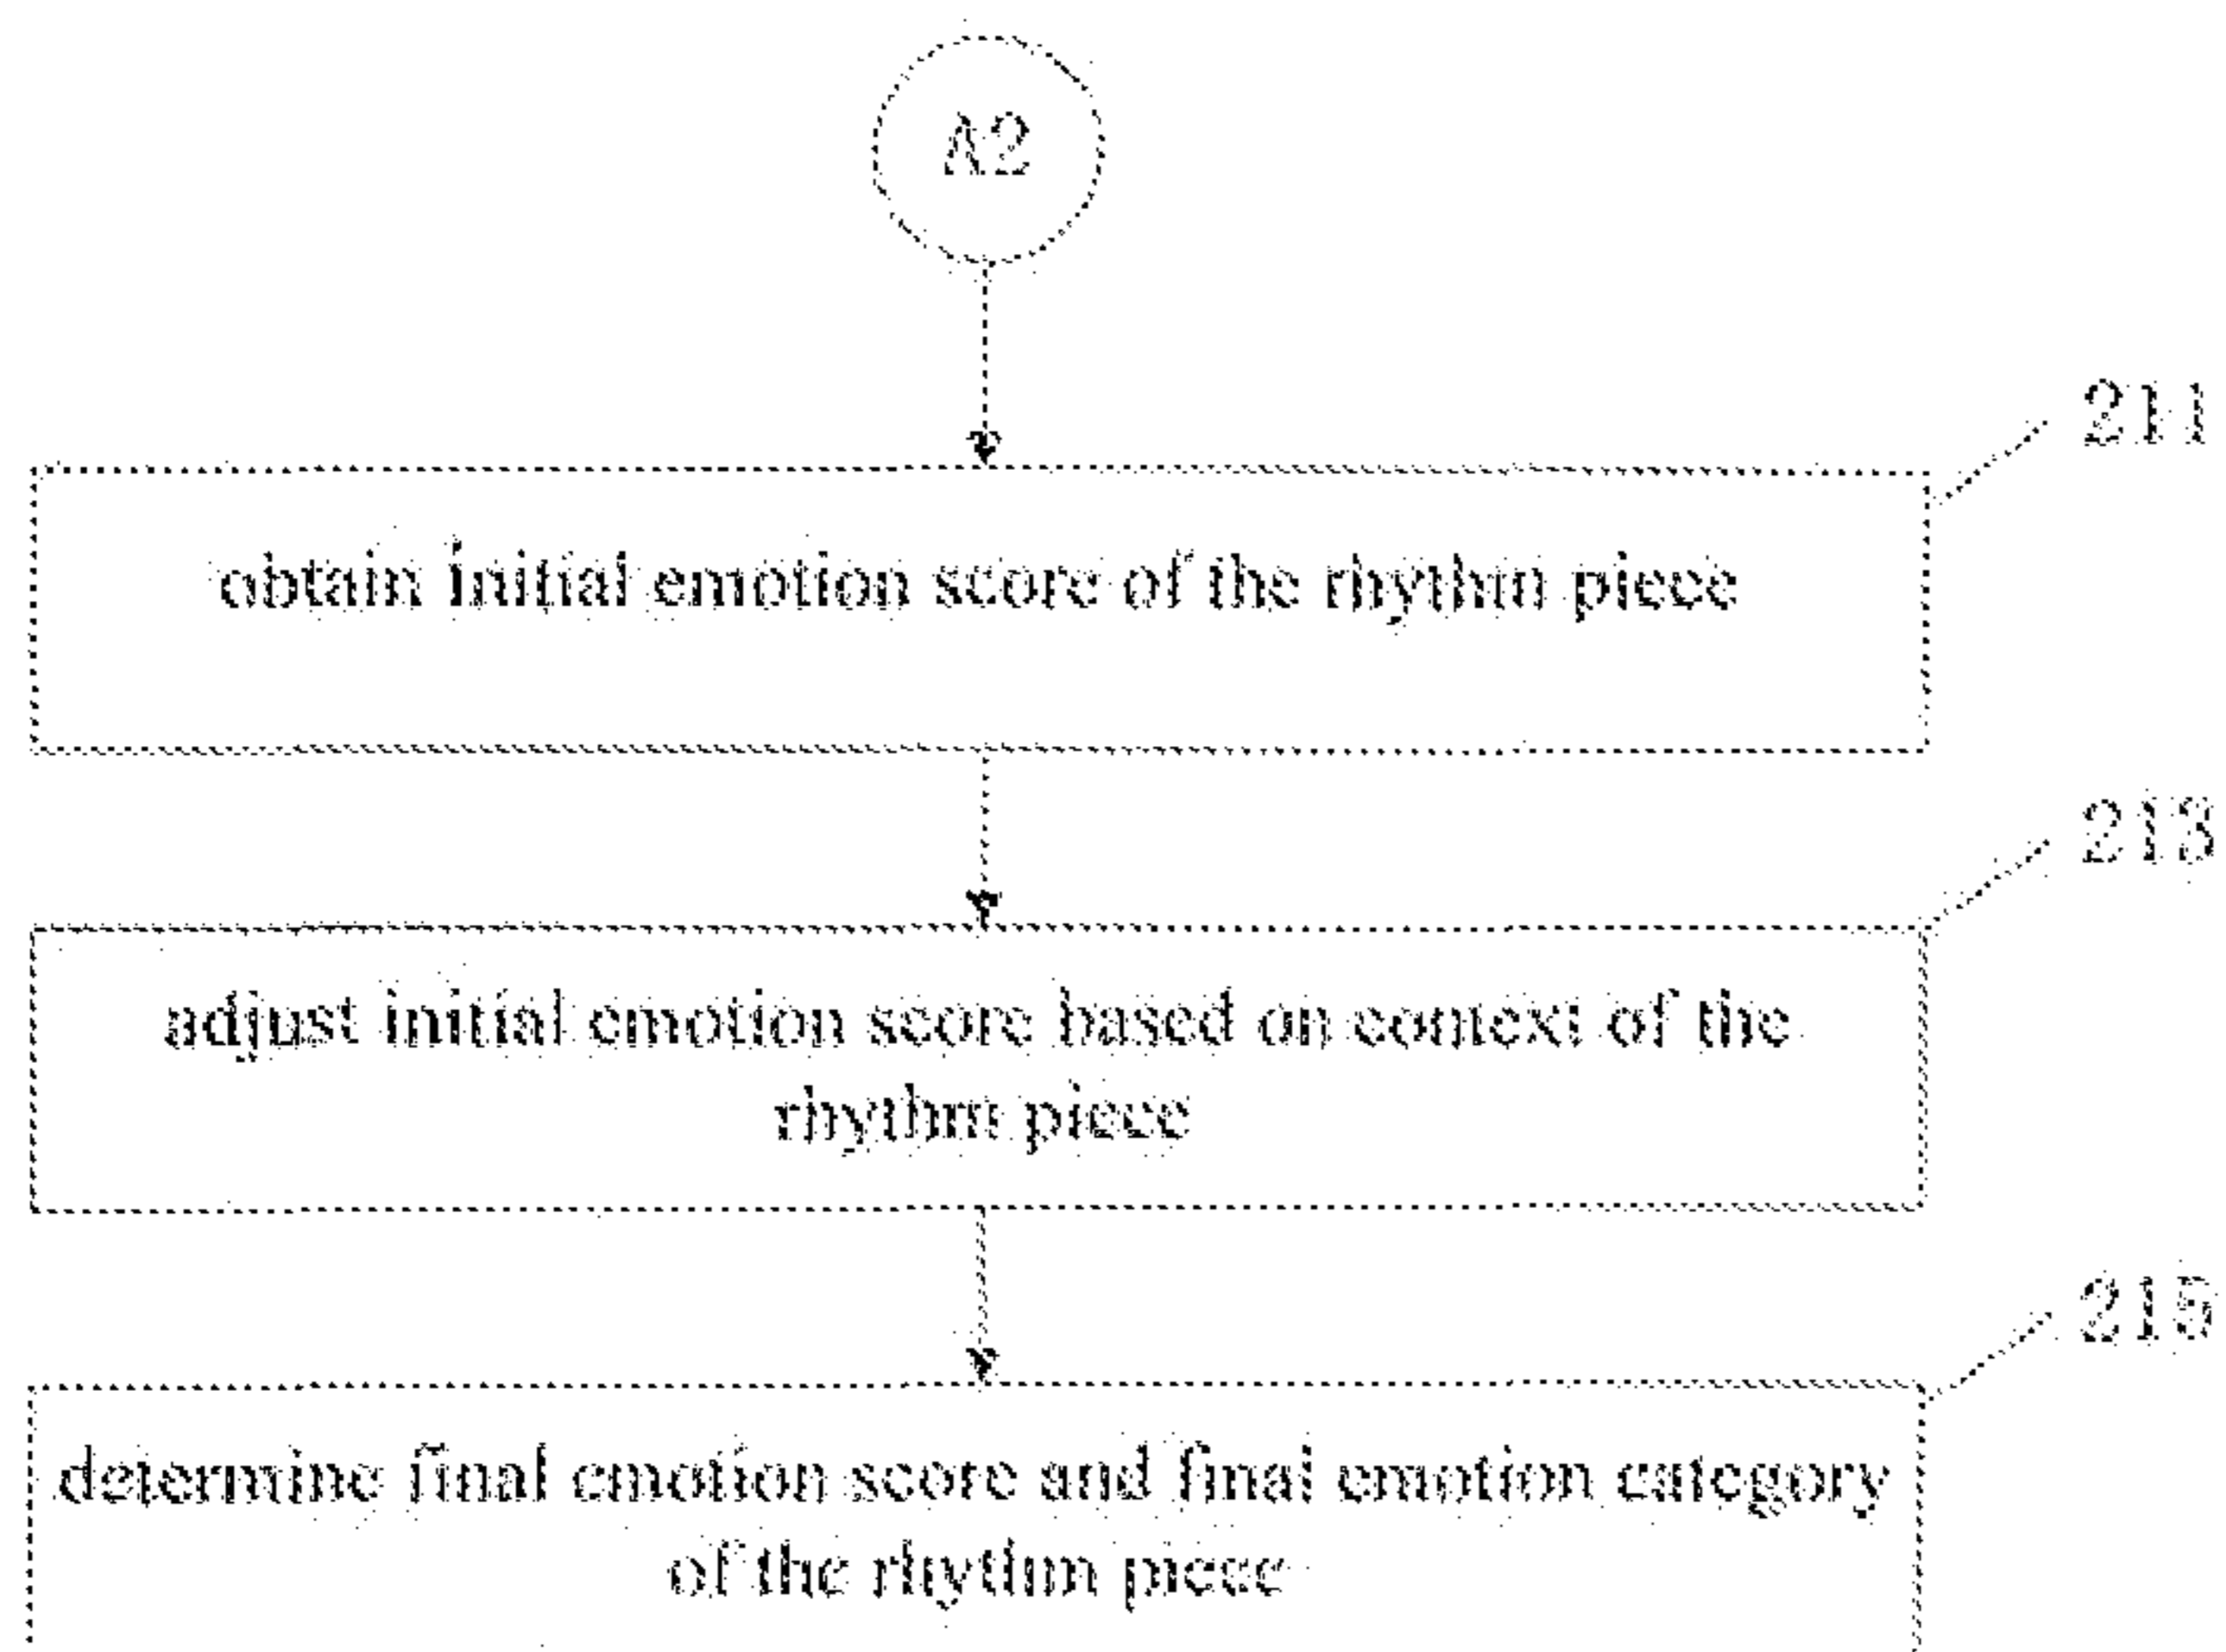 A2
211
obtain initial emotion score of the rhythm piece
213
adjust initial emotion score based on context of the
rhythm piece
215
determine final emotion score and final emotion category
of the rhythm piece